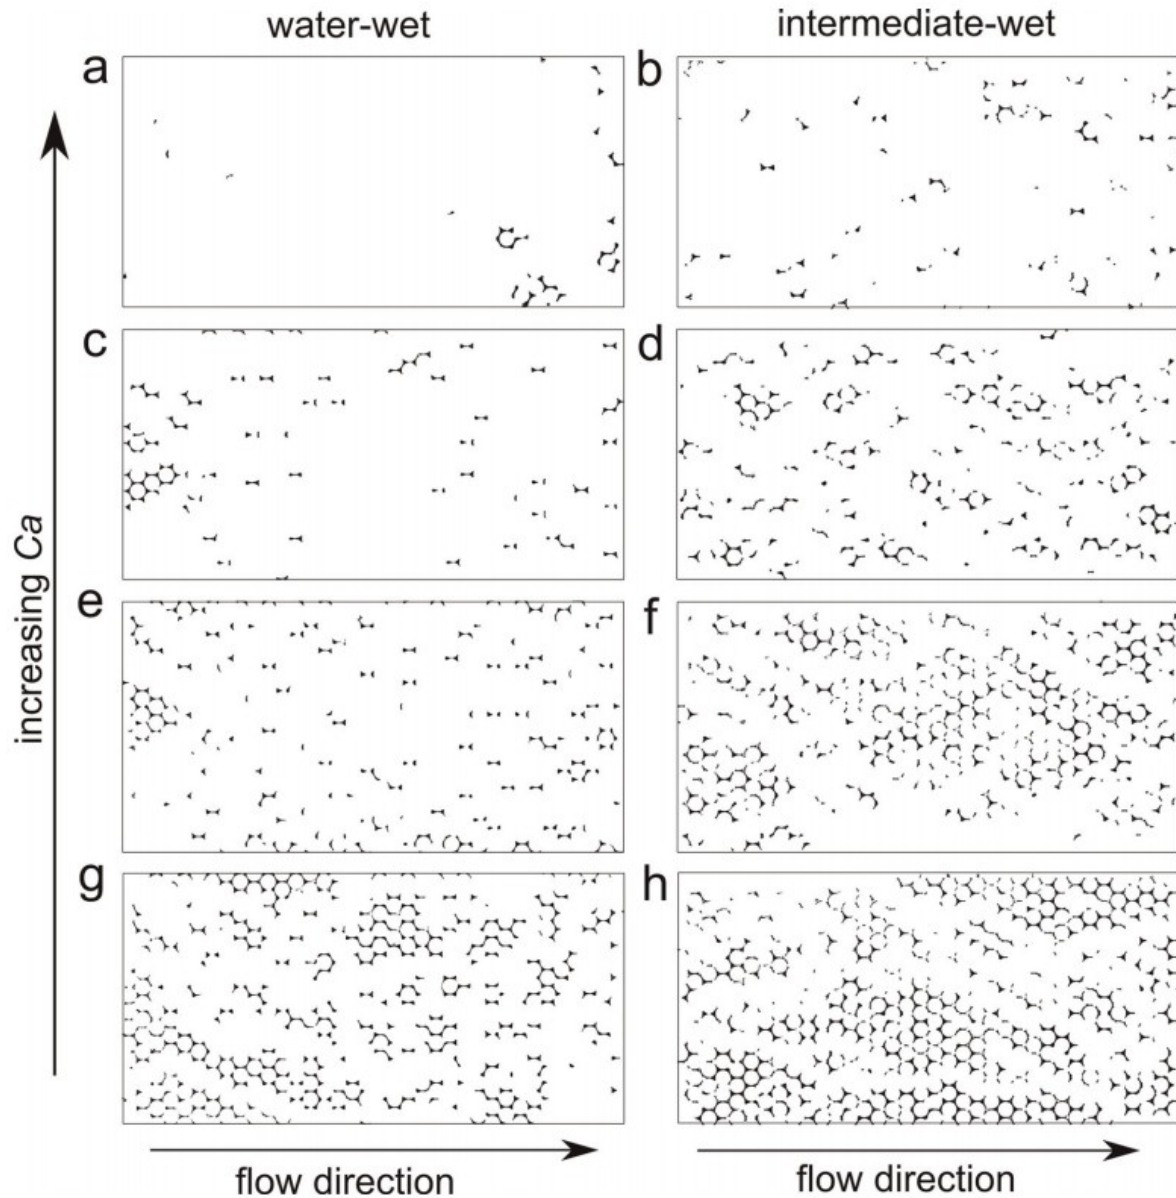 water-wet
intermediate-wet
a
b
c
d
increasing Ca
e
f
g
h
flow direction
flow direction